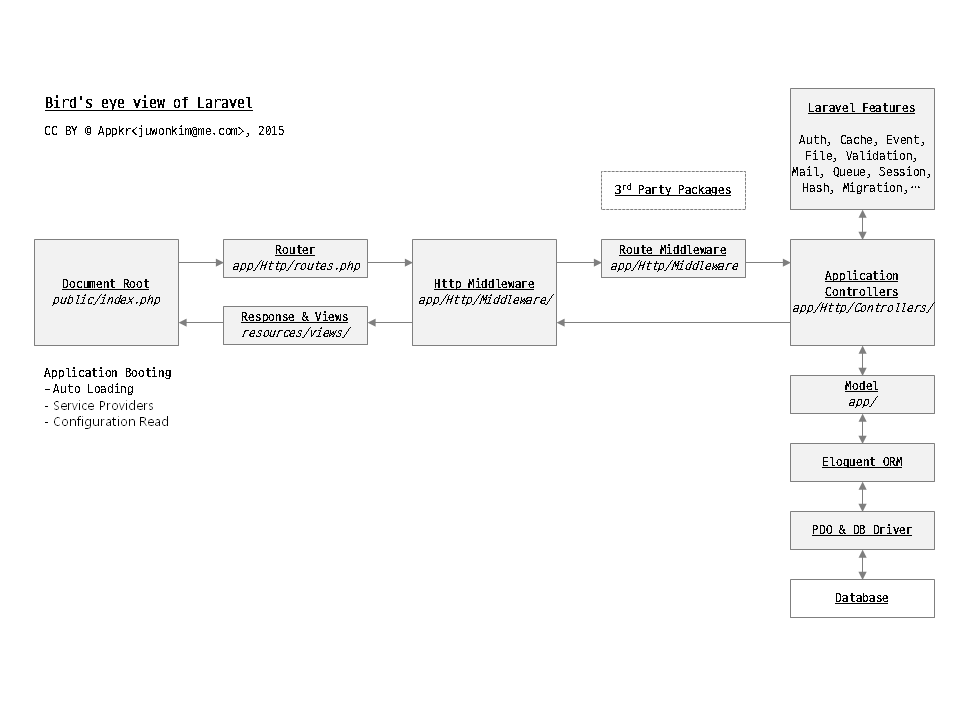 Bird's eye view of Laravel
CC BY © Appkr<juwonkim@me.com>, 2015
Laravel Features
Auth, Cache, Event,
File, Validation,
Mail, Queue, Session,
Hash, Migration,…
3rd Party Packages
Document Root
public/index.php
Router
app/Http/routes.php
Response & Views
resources/views/
Http Middleware
app/Http/Middleware/
Route Middleware
app/Http/Middleware
Application
Controllers
app/Http/Controllers/
Application Booting
-Auto Loading
- Service Providers
- Configuration Read
Model
app/
Eloquent ORM
PDO & DB Driver
Database